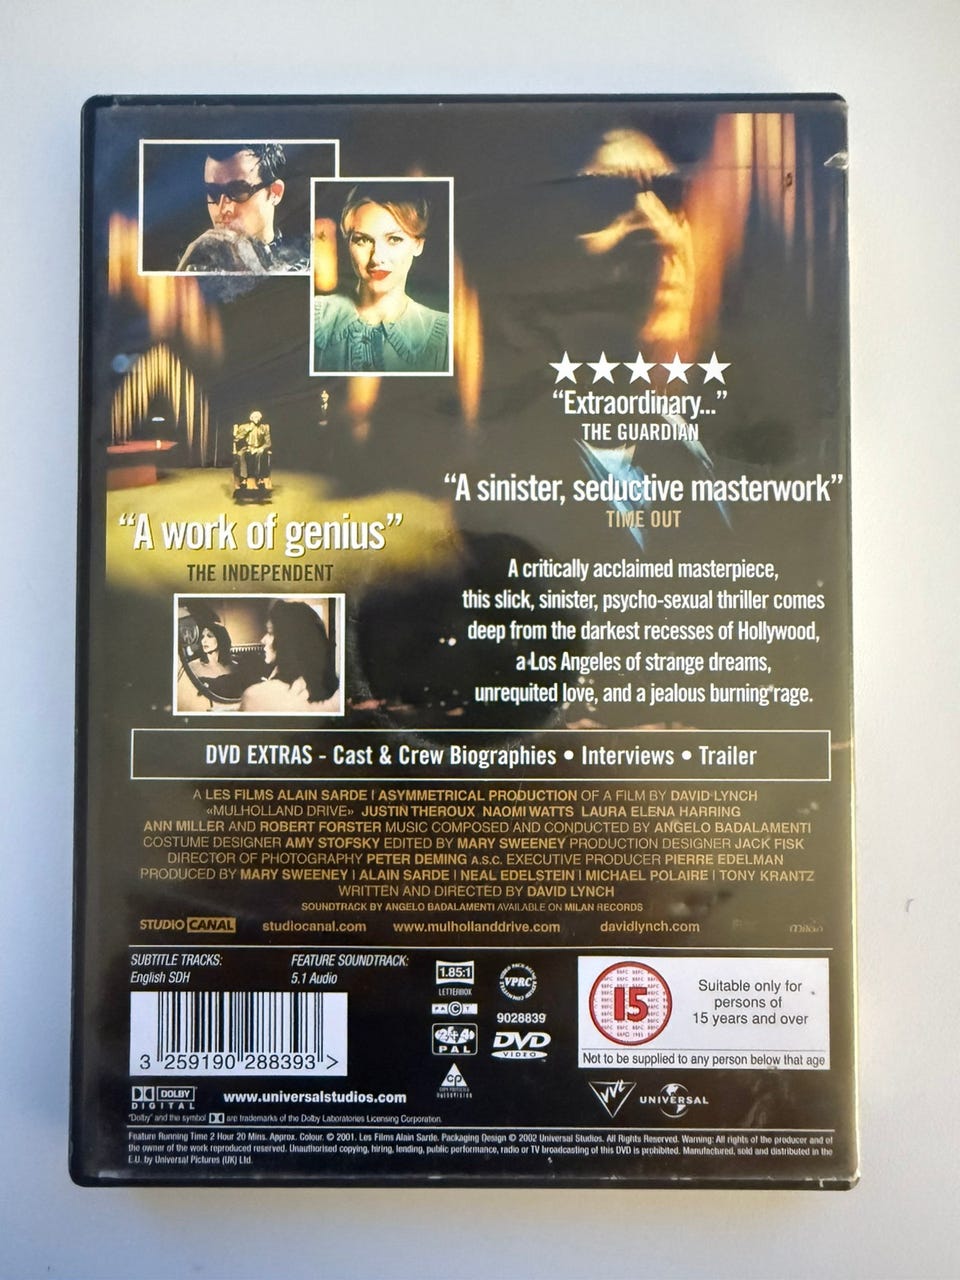 ★★★★★
“Extraordinary...”
THE GUARDIAN
“A sinister, seductive masterwork”
TIME OUT
“A work of genius”
THE INDEPENDENT
A critically acclaimed masterpiece,
this slick, sinister, psycho-sexual thriller comes
deep from the darkest recesses of Hollywood,
a Los Angeles of strange dreams,
unrequited love, and a jealous burning rage.
DVD EXTRAS - Cast & Crew Biographies • Interviews • Trailer
A LES FILMS ALAIN SARDE | ASYMMETRICAL PRODUCTION OF A FILM BY DAVID LYNCH
«MULHOLLAND DRIVE» JUSTIN THEROUX NAOMI WATTS LAURA ELENA HARRING
ANN MILLER AND ROBERT FORSTER MUSIC COMPOSED AND CONDUCTED BY ANGELO BADALAMENTI
COSTUME DESIGNER AMY STOFSKY EDITED BY MARY SWEENEY PRODUCTION DESIGNER JACK FISK
DIRECTOR OF PHOTOGRAPHY PETER DEMING A.S.C. EXECUTIVE PRODUCER PIERRE EDELMAN
PRODUCED BY MARY SWEENEY | ALAIN SARDE | NEAL EDELSTEIN | MICHAEL POLAIRE | TONY KRANTZ
WRITTEN AND DIRECTED BY DAVID LYNCH
SOUNDTRACK BY ANGELO BADALAMENTI AVAILABLE ON MILAN RECORDS
STUDIO CANAL studiocanal.com www.mulhollanddrive.com davidlynch.com milan
SUBTITLE TRACKS: FEATURE SOUNDTRACK:
English SDH 5.1 Audio
1.85:1
LETTERBOX
VPRC
9028839
2 4
PAL
DVD
VIDEO
CP
3 259190 288393 >
15
Suitable only for
persons of
15 years and over
Not to be supplied to any person below that age
DOLBY
DIGITAL
www.universalstudios.com
vvl UNIVERSAL
"Dolby" and the symbol are trademarks of the Dolby Laboratories Licensing Corporation.
Feature Running Time 2 Hour 20 Mins. Approx. Colour. © 2001. Les Films Alain Sarde. Packaging Design © 2002 Universal Studios. All Rights Reserved. Warning: All rights of the producer and of
the owner of the work reproduced reserved. Unauthorised copying, hiring, lending, public performance, radio or TV broadcasting of this DVD is prohibited. Manufactured, sold and distributed in the
E.U. by Universal Pictures (UK) Ltd.